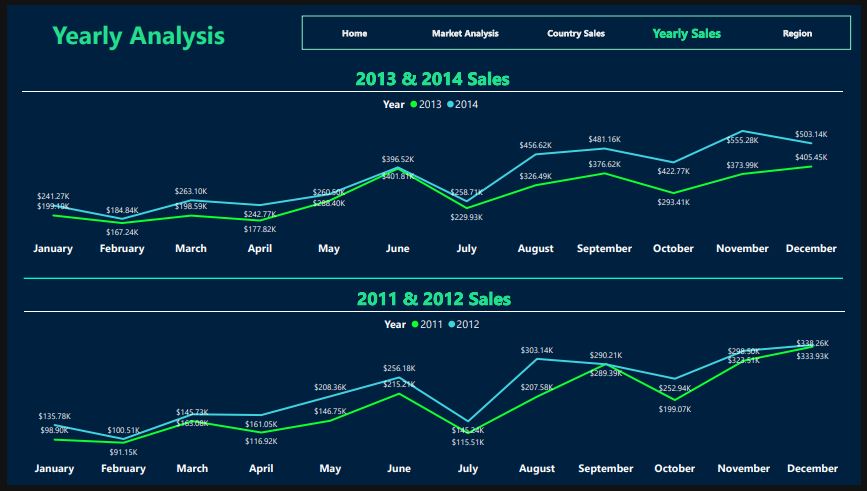 Yearly Analysis
Home Market Analysis Country Sales Yearly Sales Region
2013 & 2014 Sales
Year 2013 2014
$241.27K $184.84K $263.10K $242.77K $396.52K $258.71K $456.62K $481.16K $422.77K $555.28K $503.14K
$167.24K $198.59K $177.82K $288.40K $401.81K $229.93K $326.49K $376.62K $293.41K $373.99K $405.45K
January February March April May June July August September October November December
2011 & 2012 Sales
Year 2011 2012
$135.78K $100.51K $161.05K $208.36K $256.18K $145.24K $303.14K $290.21K $252.94K $323.51K $338.26K
$98.90K $91.15K $145.73K $116.92K $146.75K $215.21K $115.51K $207.58K $289.39K $199.07K $298.50K $333.93K
January February March April May June July August September October November December